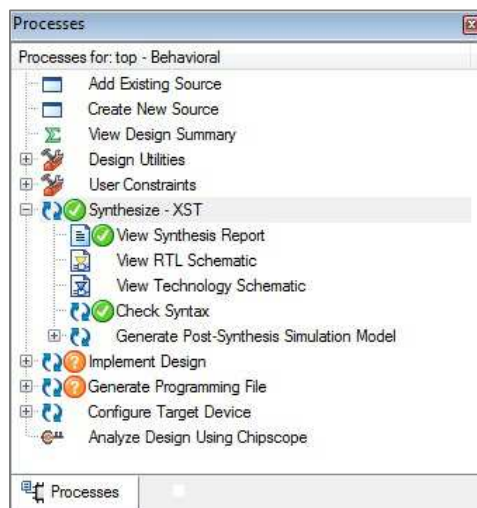 Processes
Processes for: top - Behavioral
Add Existing Source
Create New Source
View Design Summary
Design Utilities
User Constraints
Synthesize - XST
View Synthesis Report
View RTL Schematic
View Technology Schematic
Check Syntax
Generate Post-Synthesis Simulation Model
Implement Design
Generate Programming File
Configure Target Device
Analyze Design Using Chipscope
Processes